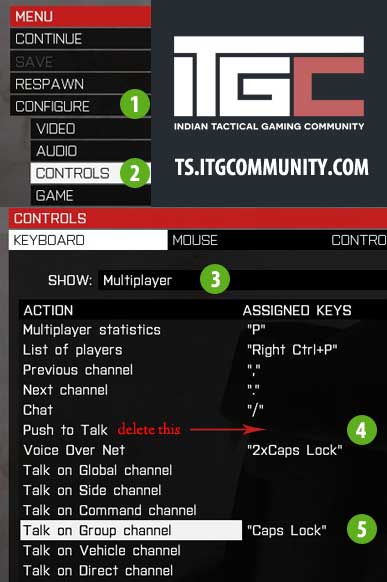 MENU
CONTINUE
SAVE
RESPAWN
CONFIGURE 1
VIDEO
AUDIO
CONTROLS 2
GAME
iTGC
INDIAN TACTICAL GAMING COMMUNITY
TS.ITGCOMMUNITY.COM
CONTROLS
KEYBOARD MOUSE CONTRO
SHOW: Multiplayer 3
ACTION ASSIGNED KEYS
Multiplayer statistics "P"
List of players "Right Ctrl+P"
Previous channel ","
Next channel "."
Chat "/"
Push to Talk delete this 4
Voice Over Net "2xCaps Lock"
Talk on Global channel
Talk on Side channel
Talk on Command channel
Talk on Group channel "Caps Lock" 5
Talk on Vehicle channel
Talk on Direct channel